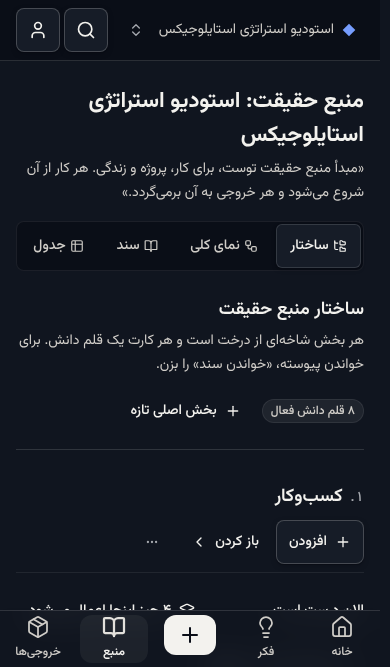 استودیو استراتژی استایلوجیکس
منبع حقیقت: استودیو استراتژی
استایلوجیکس
«مبدأ منبع حقیقت توست، برای کار، پروژه و زندگی. هر کار از آن
شروع می‌شود و هر خروجی به آن برمی‌گردد.»
ساختار
نمای کلی
سند
جدول
ساختار منبع حقیقت
هر بخش شاخه‌ای از درخت است و هر کارت یک قلم دانش. برای
خواندن پیوسته، «خواندن سند» را بزن.
۸ قلم دانش فعال
بخش اصلی تازه
۱. کسب‌وکار
افزودن
باز کردن
خانه
فکر
منبع
خروجی‌ها